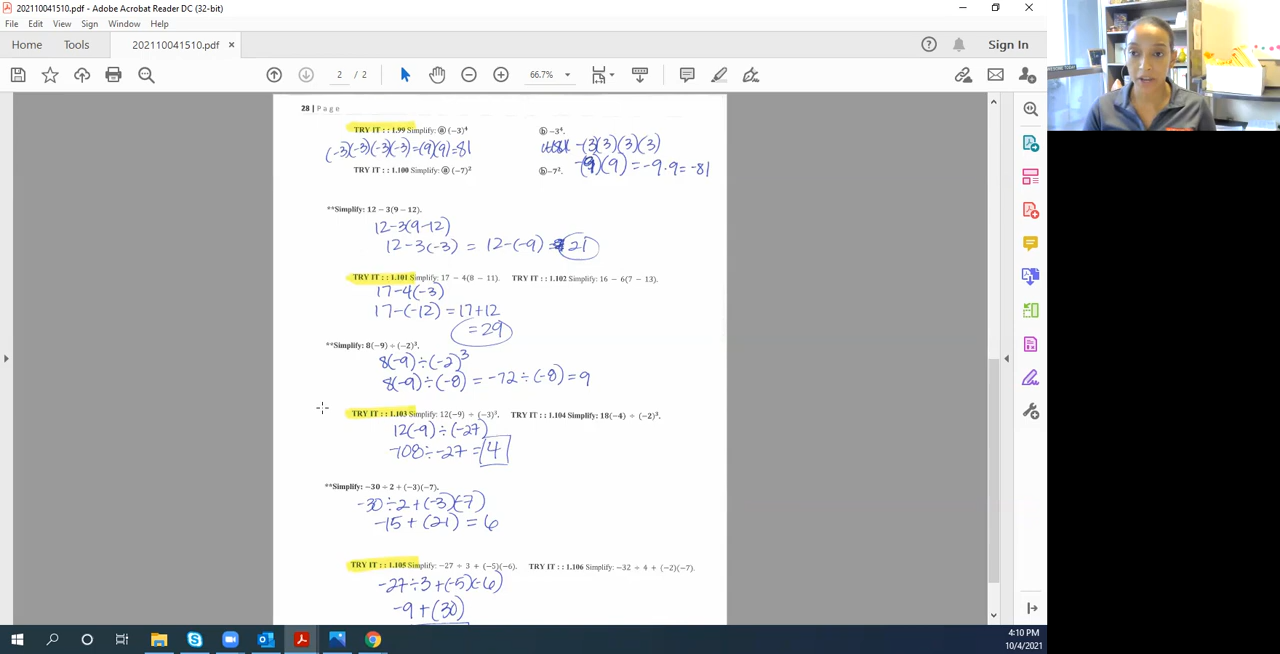 202110041510.pdf - Adobe Acrobat Reader DC (32-bit)
File Edit View Sign Window Help
Home Tools 202110041510.pdf × Sign In
2 / 2 66.7%
28 | Page
TRY IT : : 1.99 Simplify: ⓐ (−3)⁴ ⓑ −3⁴.
(-3)(-3)(-3)(-3)=(9)(9)=81 -(3)(3)(3)(3)
-(9)(9) = -9·9 = -81
TRY IT : : 1.100 Simplify: ⓐ (−7)² ⓑ −7².
**Simplify: 12 − 3(9 − 12).
12-3(9-12)
12-3(-3) = 12-(-9) = 21
TRY IT : : 1.101 Simplify: 17 − 4(8 − 11). TRY IT : : 1.102 Simplify: 16 − 6(7 − 13).
17-4(-3)
17-(-12) = 17+12
= 29
**Simplify: 8(−9) ÷ (−2)³.
8(-9) ÷ (-2)³
8(-9) ÷ (-8) = -72 ÷ (-8) = 9
TRY IT : : 1.103 Simplify: 12(−9) ÷ (−3)³. TRY IT : : 1.104 Simplify: 18(−4) ÷ (−2)³.
12(-9) ÷ (-27)
-108 ÷ -27 = 4
**Simplify: −30 ÷ 2 + (−3)(−7).
-30 ÷ 2 + (-3)(-7)
-15 + (21) = 6
TRY IT : : 1.105 Simplify: −27 ÷ 3 + (−5)(−6). TRY IT : : 1.106 Simplify: −32 ÷ 4 + (−2)(−7).
-27 ÷ 3 + (-5)(-6)
-9 + (30)
4:10 PM
10/4/2021